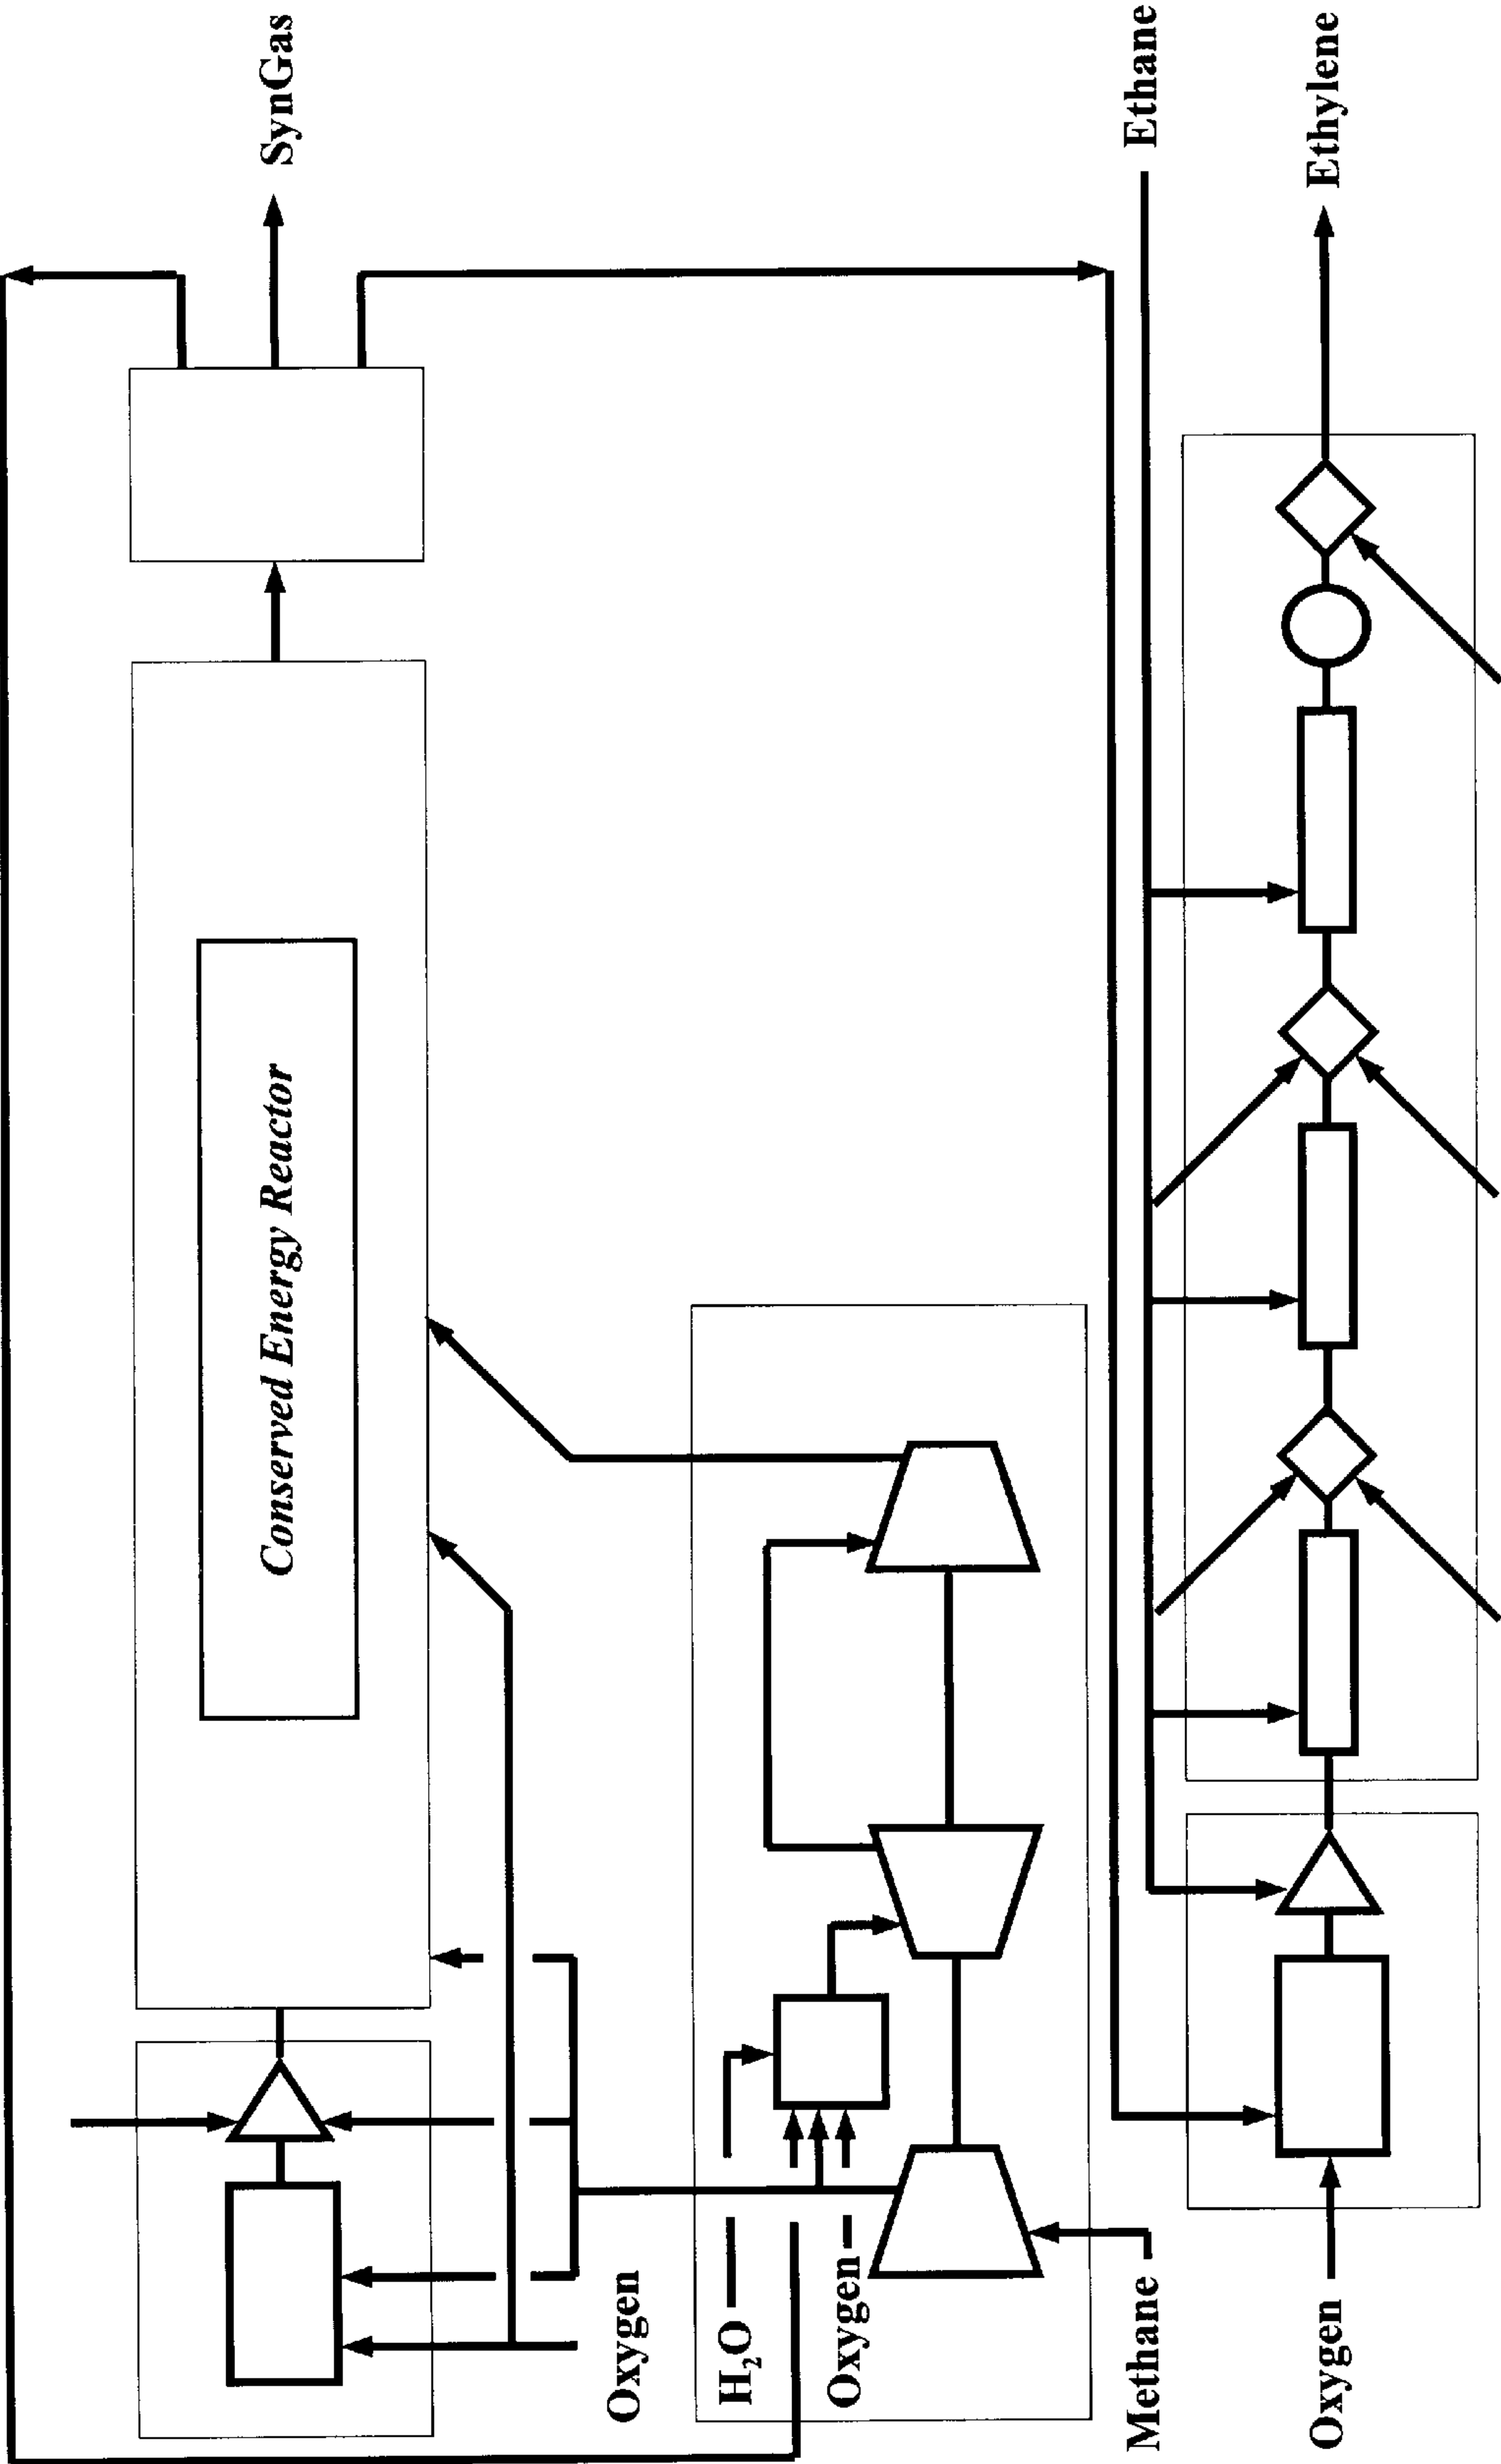 SynGas
Conserved Energy Reactor
Oxygen
H₂O
Oxygen
Methane
Ethane
Oxygen
Ethylene